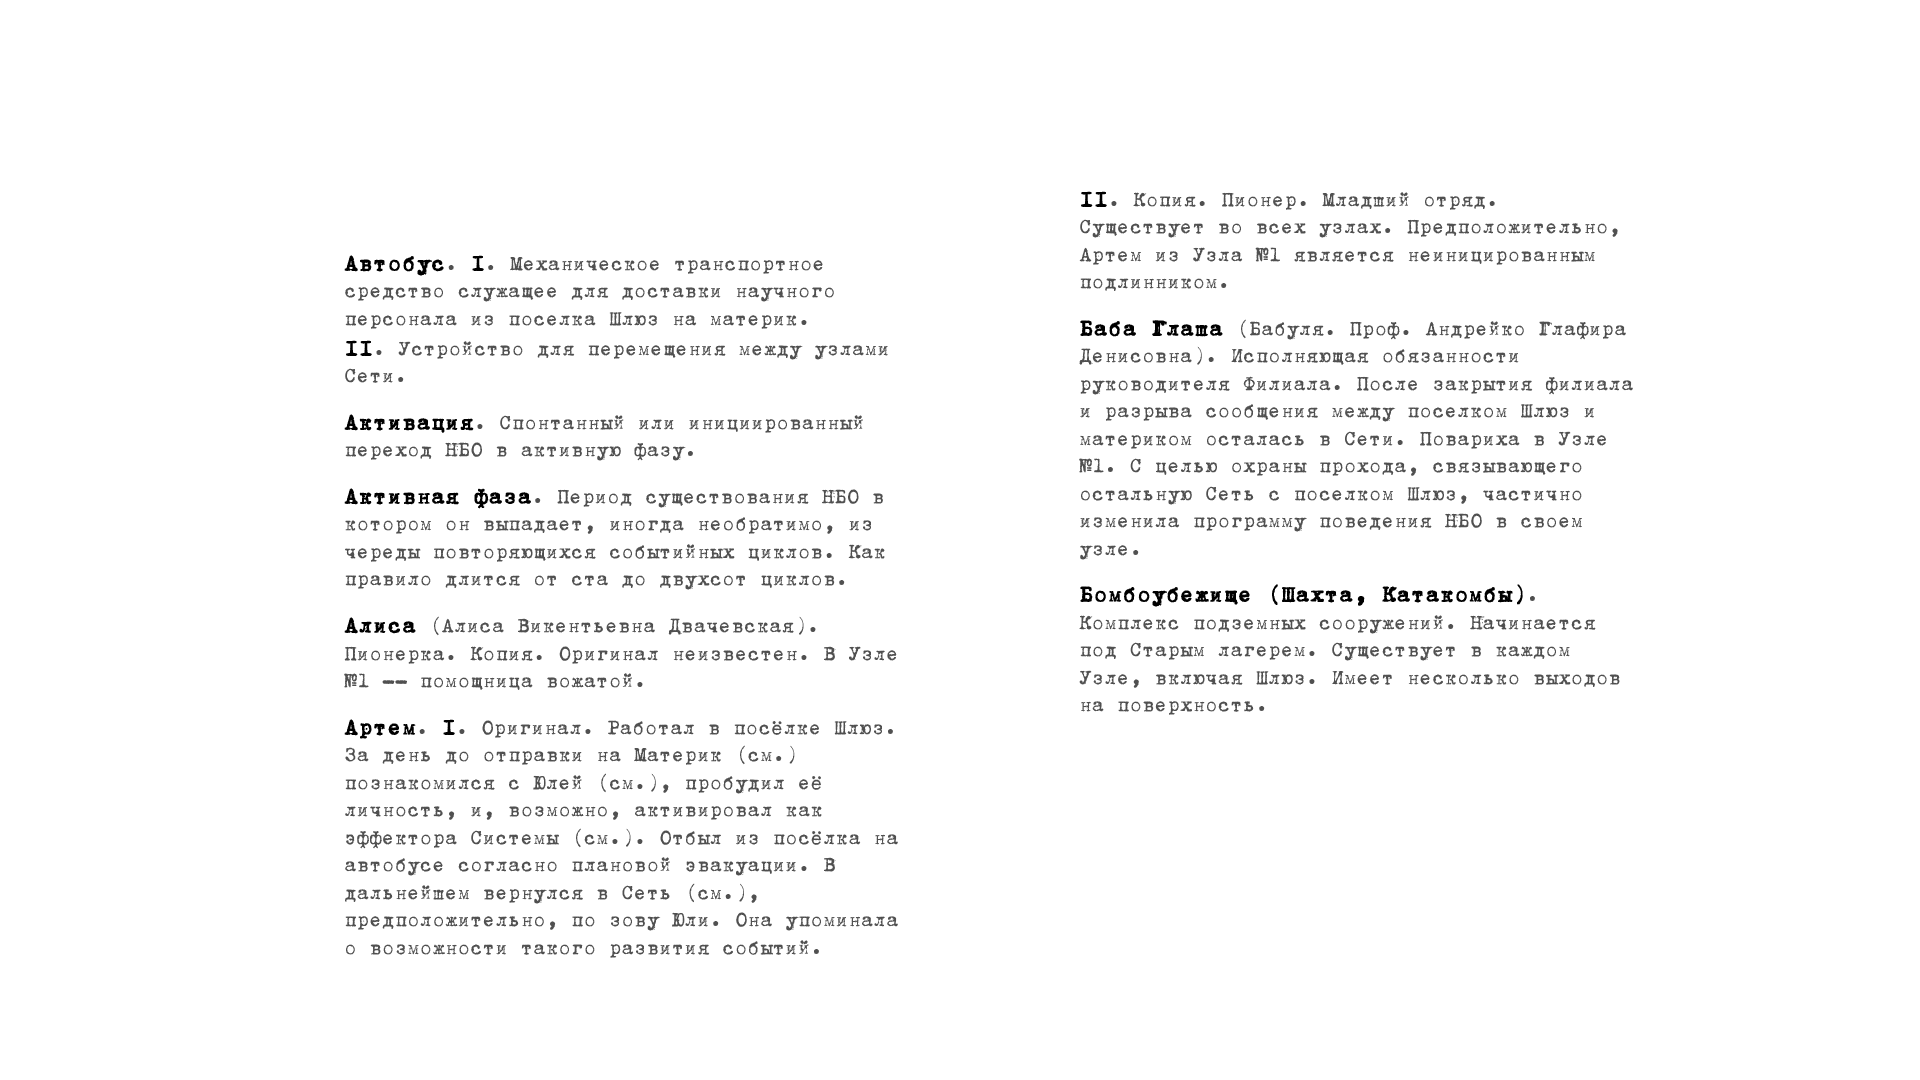 Автобус. I. Механическое транспортное
средство служащее для доставки научного
персонала из поселка Шлюз на материк.
II. Устройство для перемещения между узлами
Сети.
Активация. Спонтанный или инициированный
переход НБО в активную фазу.
Активная фаза. Период существования НБО в
котором он выпадает, иногда необратимо, из
череды повторяющихся событийных циклов. Как
правило длится от ста до двухсот циклов.
Алиса (Алиса Викентьевна Двачевская).
Пионерка. Копия. Оригинал неизвестен. В Узле
№1 -- помощница вожатой.
Артем. I. Оригинал. Работал в посёлке Шлюз.
За день до отправки на Материк (см.)
познакомился с Юлей (см.), пробудил её
личность, и, возможно, активировал как
эффектора Системы (см.). Отбыл из посёлка на
автобусе согласно плановой эвакуации. В
дальнейшем вернулся в Сеть (см.),
предположительно, по зову Юли. Она упоминала
о возможности такого развития событий.
II. Копия. Пионер. Младший отряд.
Существует во всех узлах. Предположительно,
Артем из Узла №1 является неиницированным
подлинником.
Баба Глаша (Бабуля. Проф. Андрейко Глафира
Денисовна). Исполняющая обязанности
руководителя Филиала. После закрытия филиала
и разрыва сообщения между поселком Шлюз и
материком осталась в Сети. Повариха в Узле
№1. С целью охраны прохода, связывающего
остальную Сеть с поселком Шлюз, частично
изменила программу поведения НБО в своем
узле.
Бомбоубежище (Шахта, Катакомбы).
Комплекс подземных сооружений. Начинается
под Старым лагерем. Существует в каждом
Узле, включая Шлюз. Имеет несколько выходов
на поверхность.